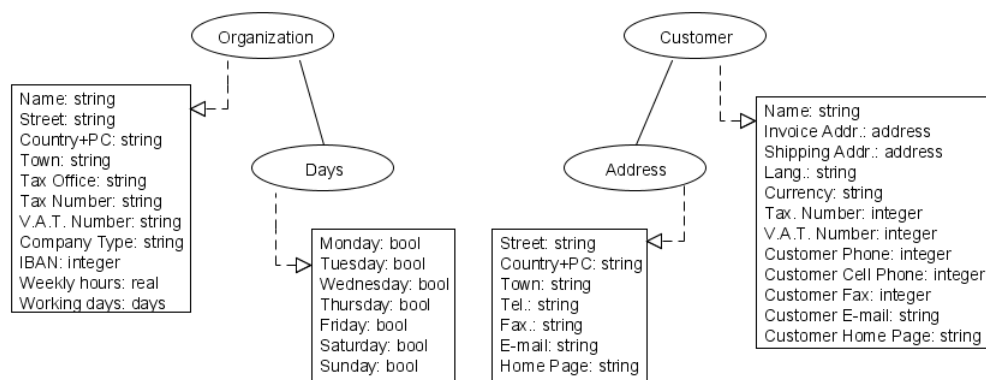 Organization
Customer
Name: string
Street: string
Country+PC: string
Town: string
Tax Office: string
Tax Number: string
V.A.T. Number: string
Company Type: string
IBAN: integer
Weekly hours: real
Working days: days
Days
Monday: bool
Tuesday: bool
Wednesday: bool
Thursday: bool
Friday: bool
Saturday: bool
Sunday: bool
Address
Street: string
Country+PC: string
Town: string
Tel.: string
Fax.: string
E-mail: string
Home Page: string
Name: string
Invoice Addr.: address
Shipping Addr.: address
Lang.: string
Currency: string
Tax. Number: integer
V.A.T. Number: integer
Customer Phone: integer
Customer Cell Phone: integer
Customer Fax: integer
Customer E-mail: string
Customer Home Page: string